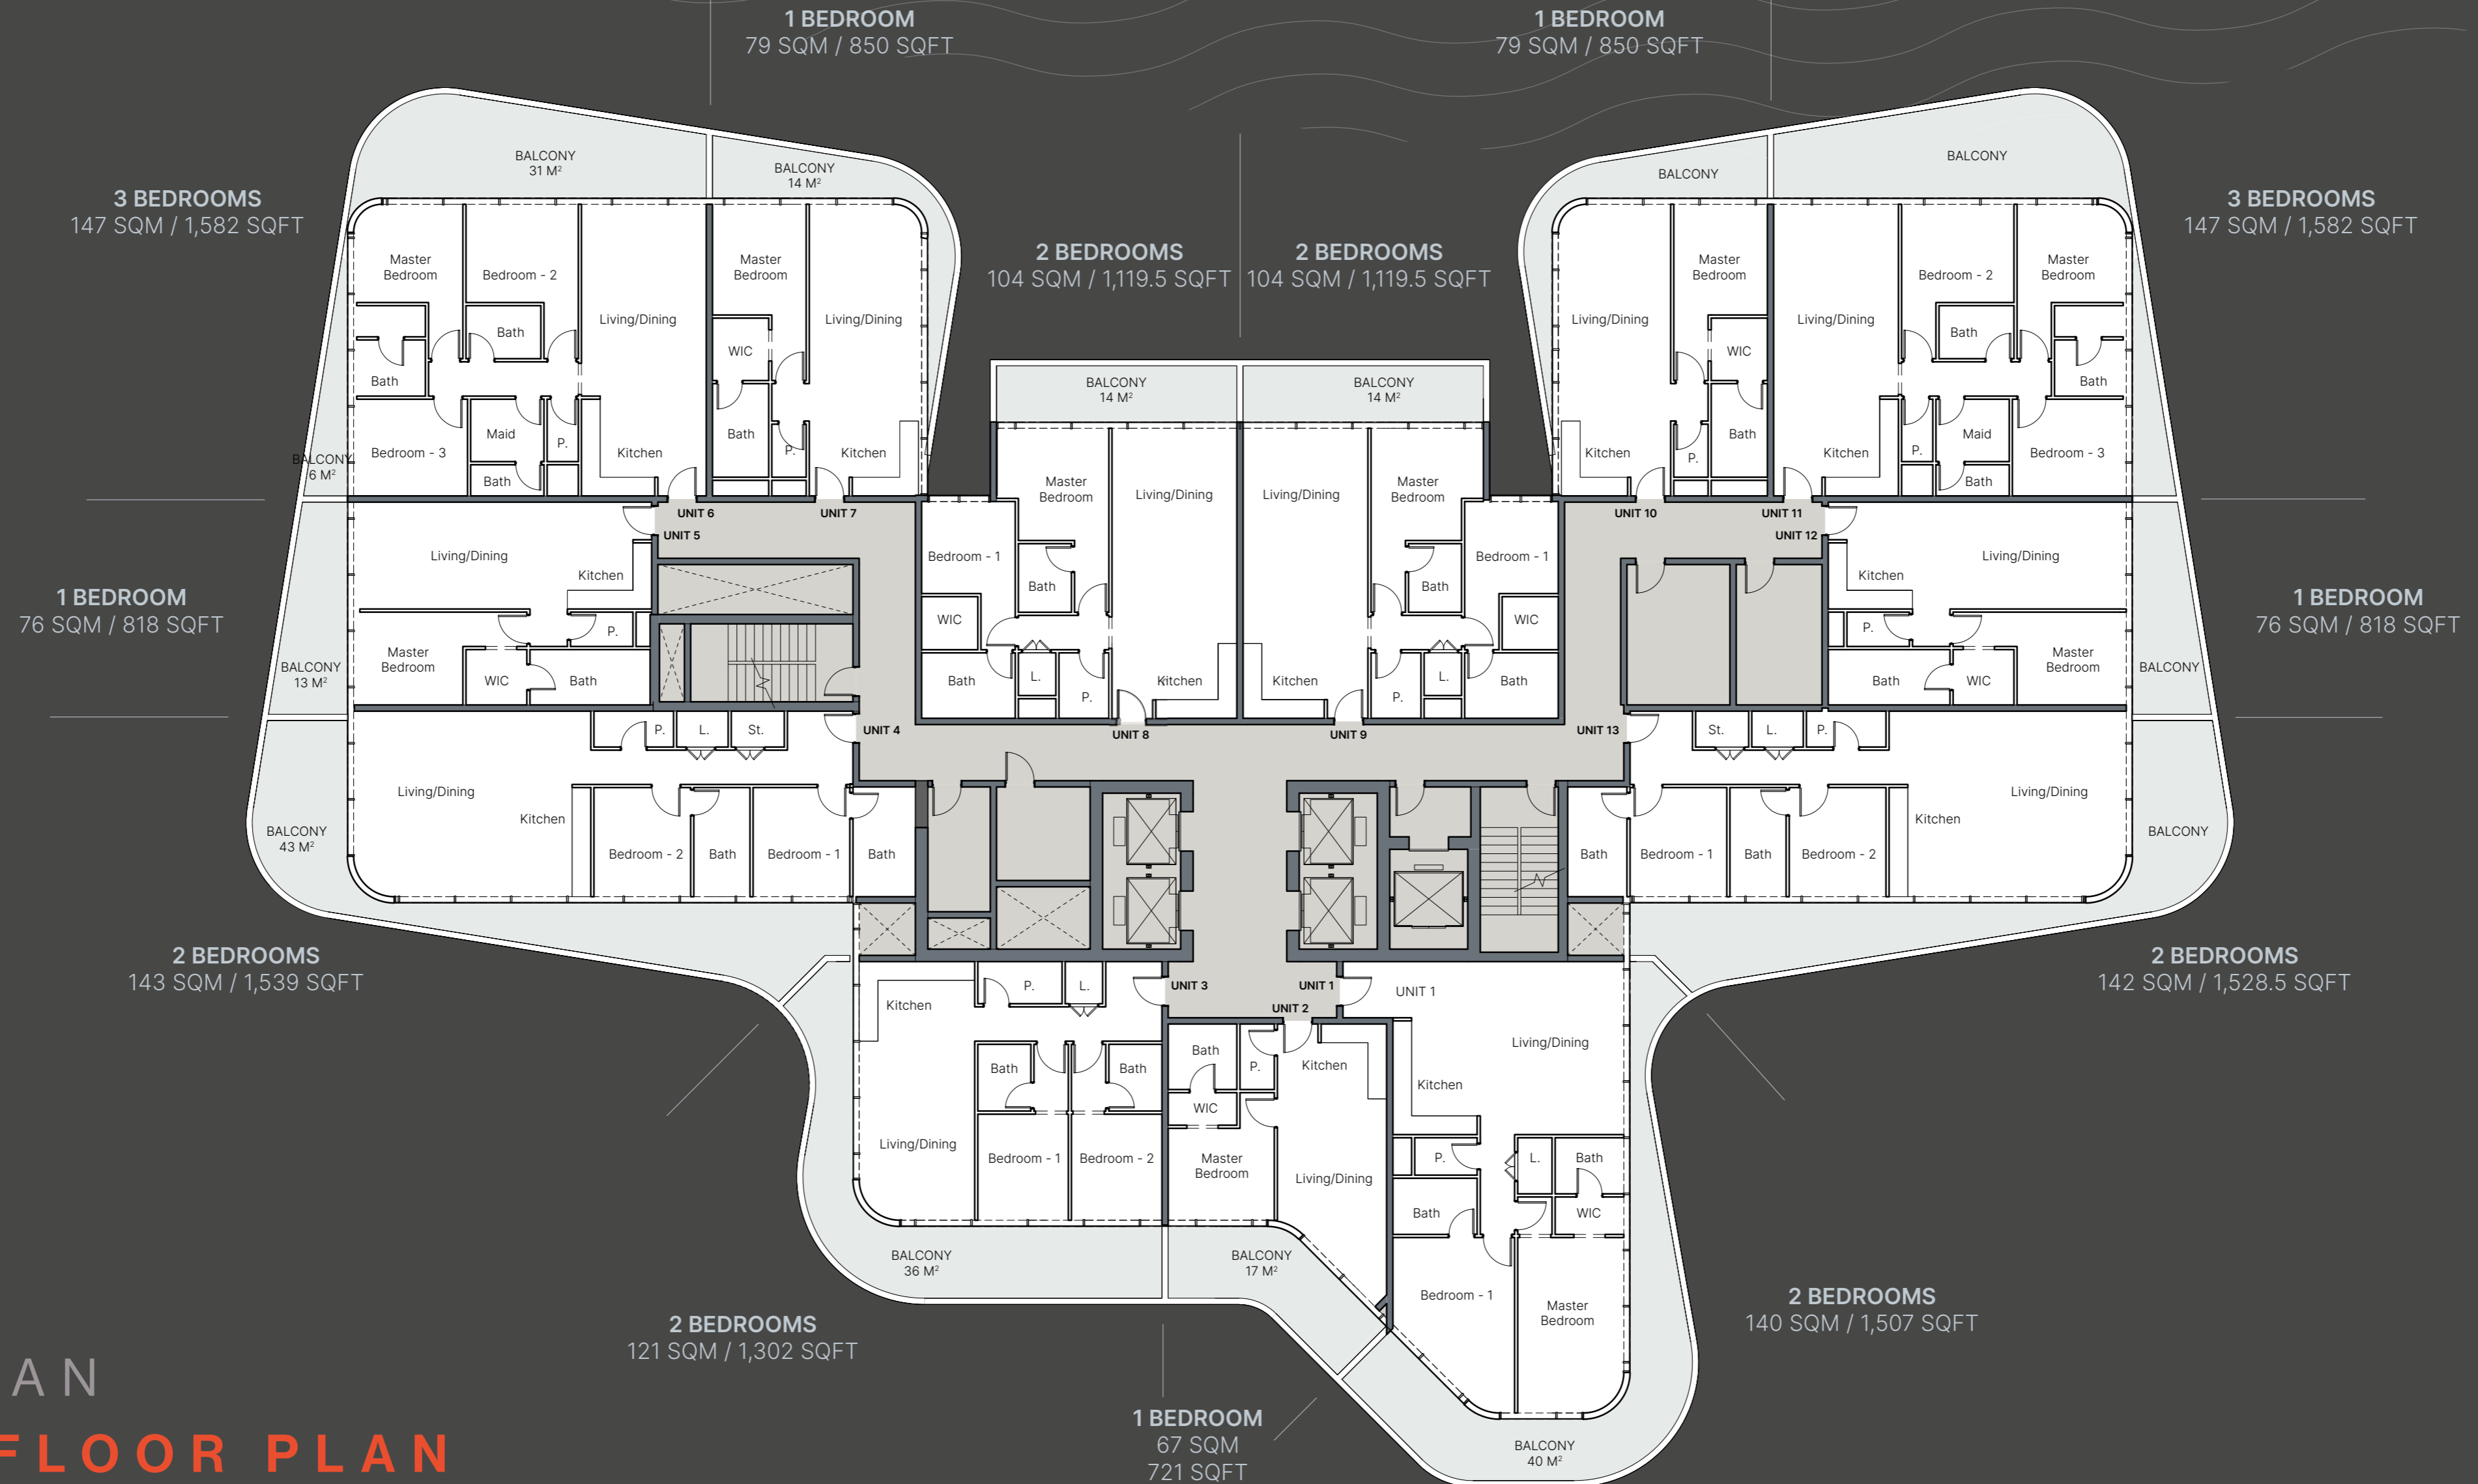 1 BEDROOM
79 SQM / 850 SQFT
1 BEDROOM
79 SQM / 850 SQFT
3 BEDROOMS
147 SQM / 1,582 SQFT
3 BEDROOMS
147 SQM / 1,582 SQFT
2 BEDROOMS
104 SQM / 1,119.5 SQFT
2 BEDROOMS
104 SQM / 1,119.5 SQFT
BALCONY
31 M²
BALCONY
14 M²
BALCONY
BALCONY
Master
Bedroom
Bedroom - 2
Living/Dining
Bath
Bath
Bedroom - 3
Maid
Bath
P.
Kitchen
BALCONY
6 M²
UNIT 6
Master
Bedroom
Living/Dining
WIC
Bath
P.
Kitchen
UNIT 7
BALCONY
14 M²
BALCONY
14 M²
Master
Bedroom
Living/Dining
Bedroom - 1
Bath
WIC
Bath
L.
P.
Kitchen
UNIT 8
Living/Dining
Master
Bedroom
Bedroom - 1
Bath
WIC
Kitchen
P.
L.
Bath
UNIT 9
Living/Dining
Master
Bedroom
WIC
Bath
Kitchen
P.
UNIT 10
Living/Dining
Bedroom - 2
Master
Bedroom
Bath
Bath
Kitchen
P.
Maid
Bath
Bedroom - 3
UNIT 11
UNIT 5
Living/Dining
Kitchen
P.
Master
Bedroom
WIC
Bath
BALCONY
13 M²
1 BEDROOM
76 SQM / 818 SQFT
UNIT 12
Kitchen
Living/Dining
P.
Bath
WIC
Master
Bedroom
BALCONY
1 BEDROOM
76 SQM / 818 SQFT
UNIT 4
P.
L.
St.
Living/Dining
Kitchen
Bedroom - 2
Bath
Bedroom - 1
Bath
BALCONY
43 M²
2 BEDROOMS
143 SQM / 1,539 SQFT
UNIT 13
St.
L.
P.
Living/Dining
Kitchen
Bath
Bedroom - 1
Bath
Bedroom - 2
BALCONY
2 BEDROOMS
142 SQM / 1,528.5 SQFT
UNIT 3
Kitchen
P.
L.
Bath
Bath
Living/Dining
Bedroom - 1
Bedroom - 2
BALCONY
36 M²
2 BEDROOMS
121 SQM / 1,302 SQFT
UNIT 2
Bath
P.
Kitchen
WIC
Master
Bedroom
Living/Dining
BALCONY
17 M²
1 BEDROOM
67 SQM
721 SQFT
UNIT 1
UNIT 1
Living/Dining
Kitchen
P.
L.
Bath
Bath
WIC
Bedroom - 1
Master
Bedroom
BALCONY
40 M²
2 BEDROOMS
140 SQM / 1,507 SQFT
AN
FLOOR PLAN